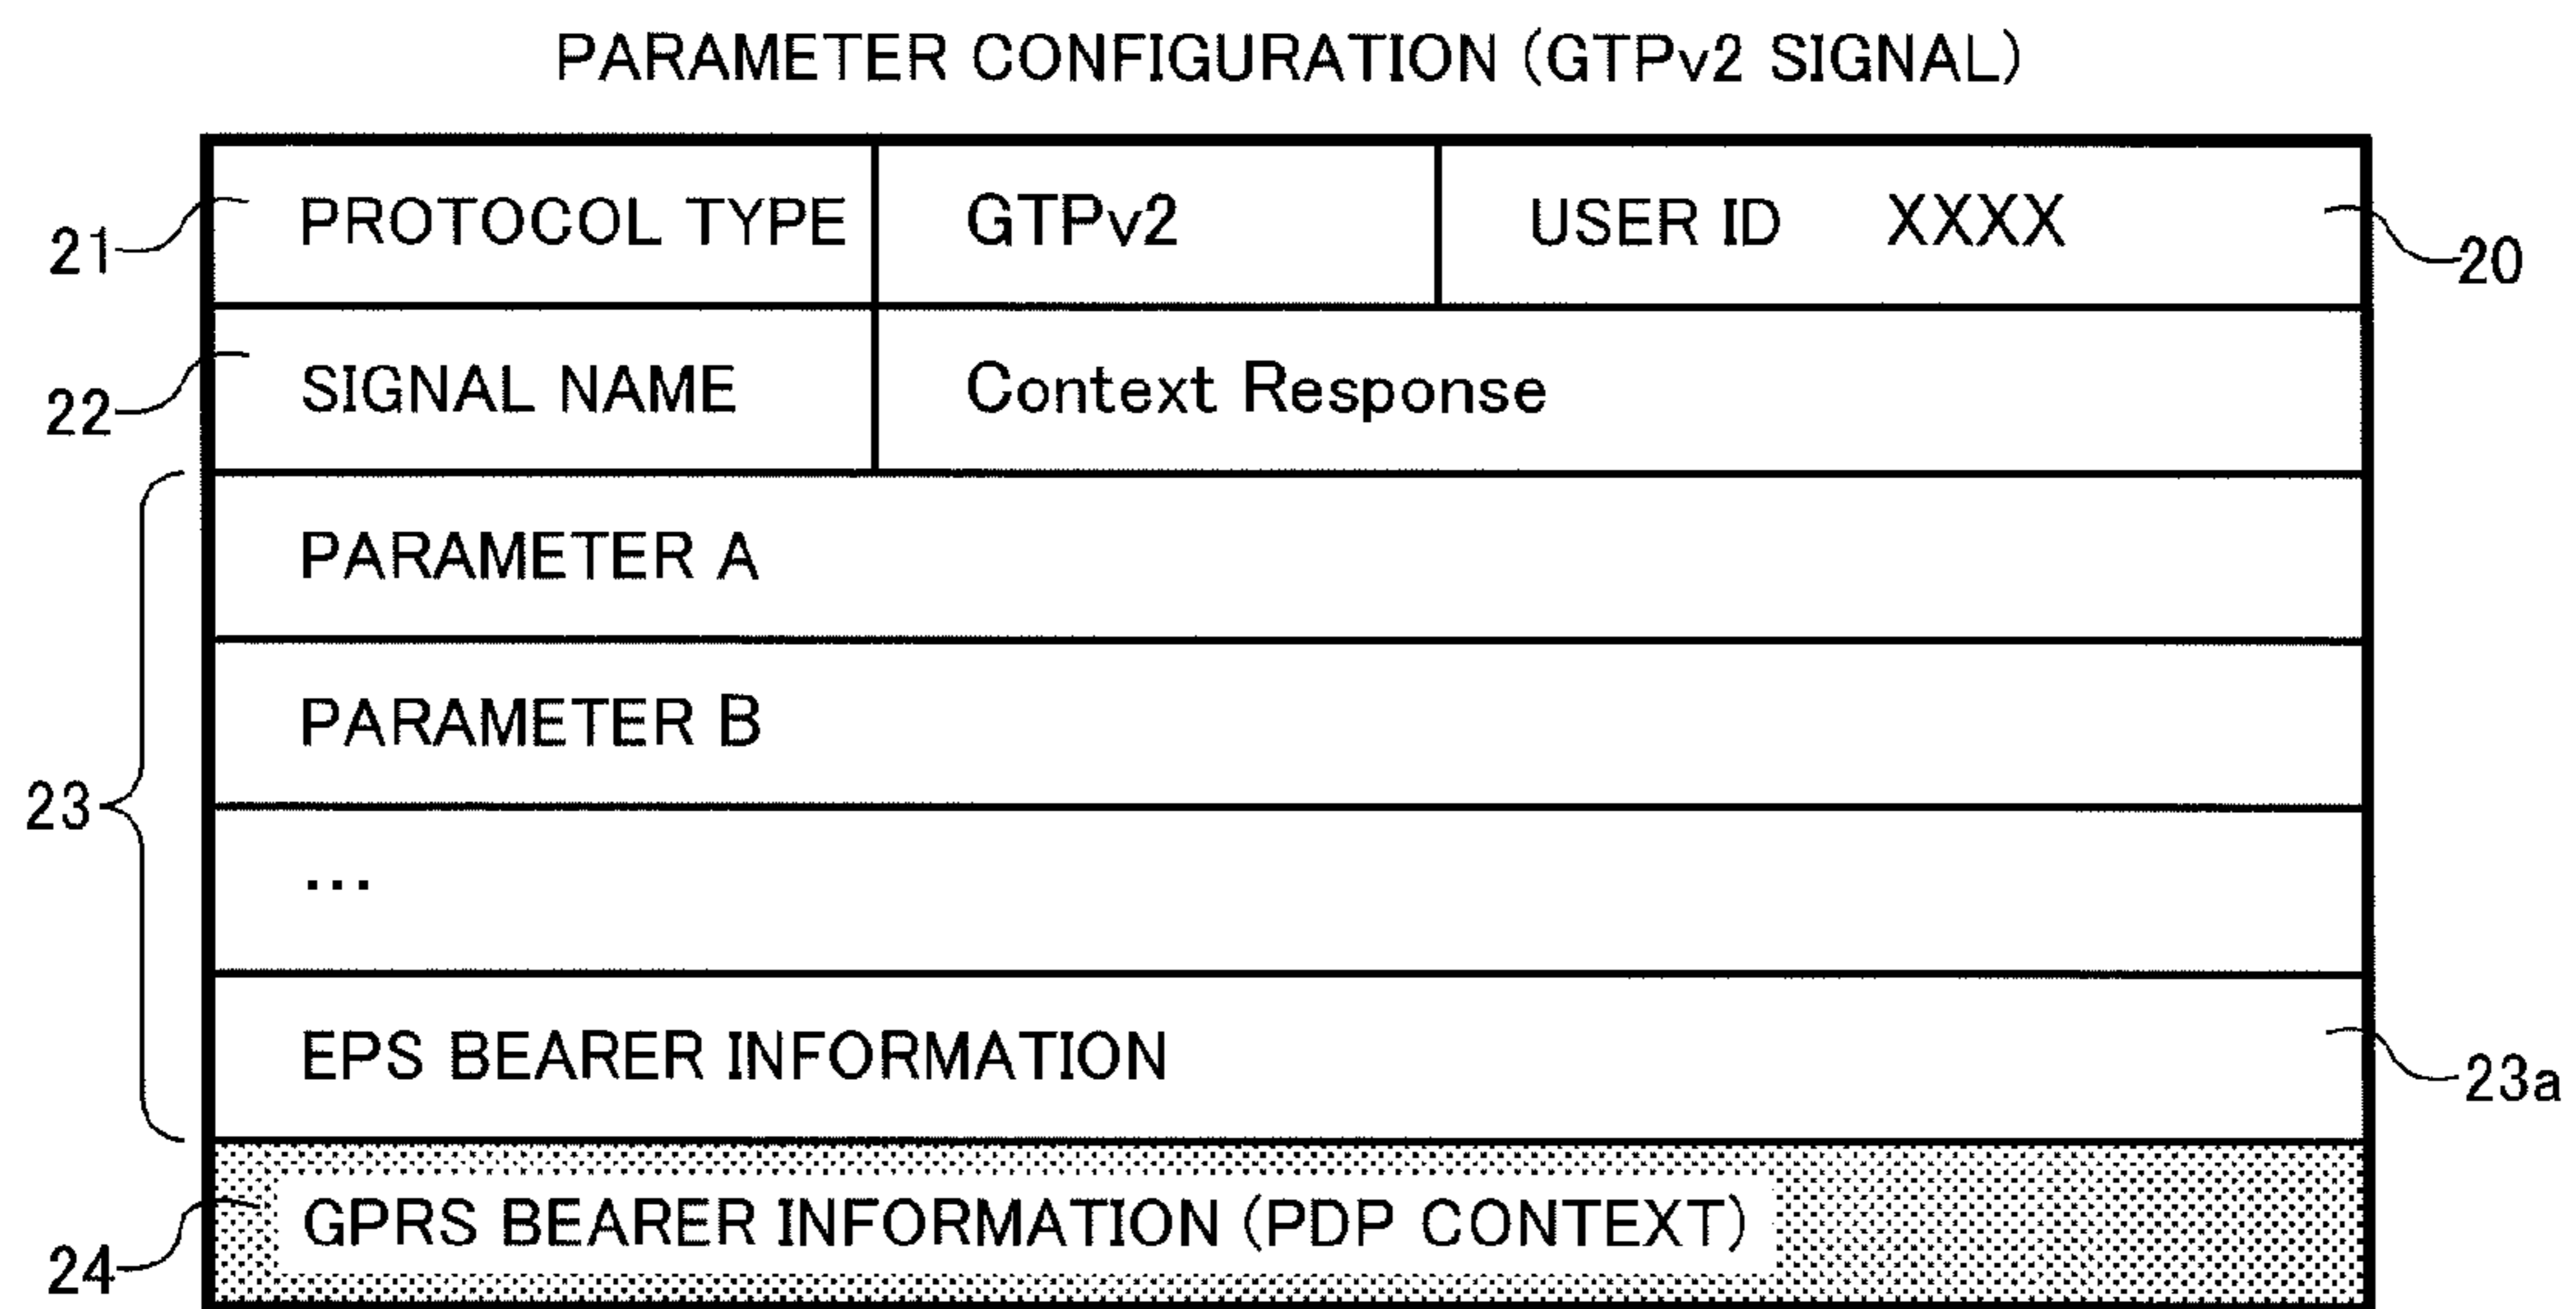 PARAMETER CONFIGURATION (GTPv2 SIGNAL)
21 PROTOCOL TYPE GTPv2 USER ID XXXX 20
22 SIGNAL NAME Context Response
PARAMETER A
PARAMETER B
23
...
EPS BEARER INFORMATION 23a
24 GPRS BEARER INFORMATION (PDP CONTEXT)